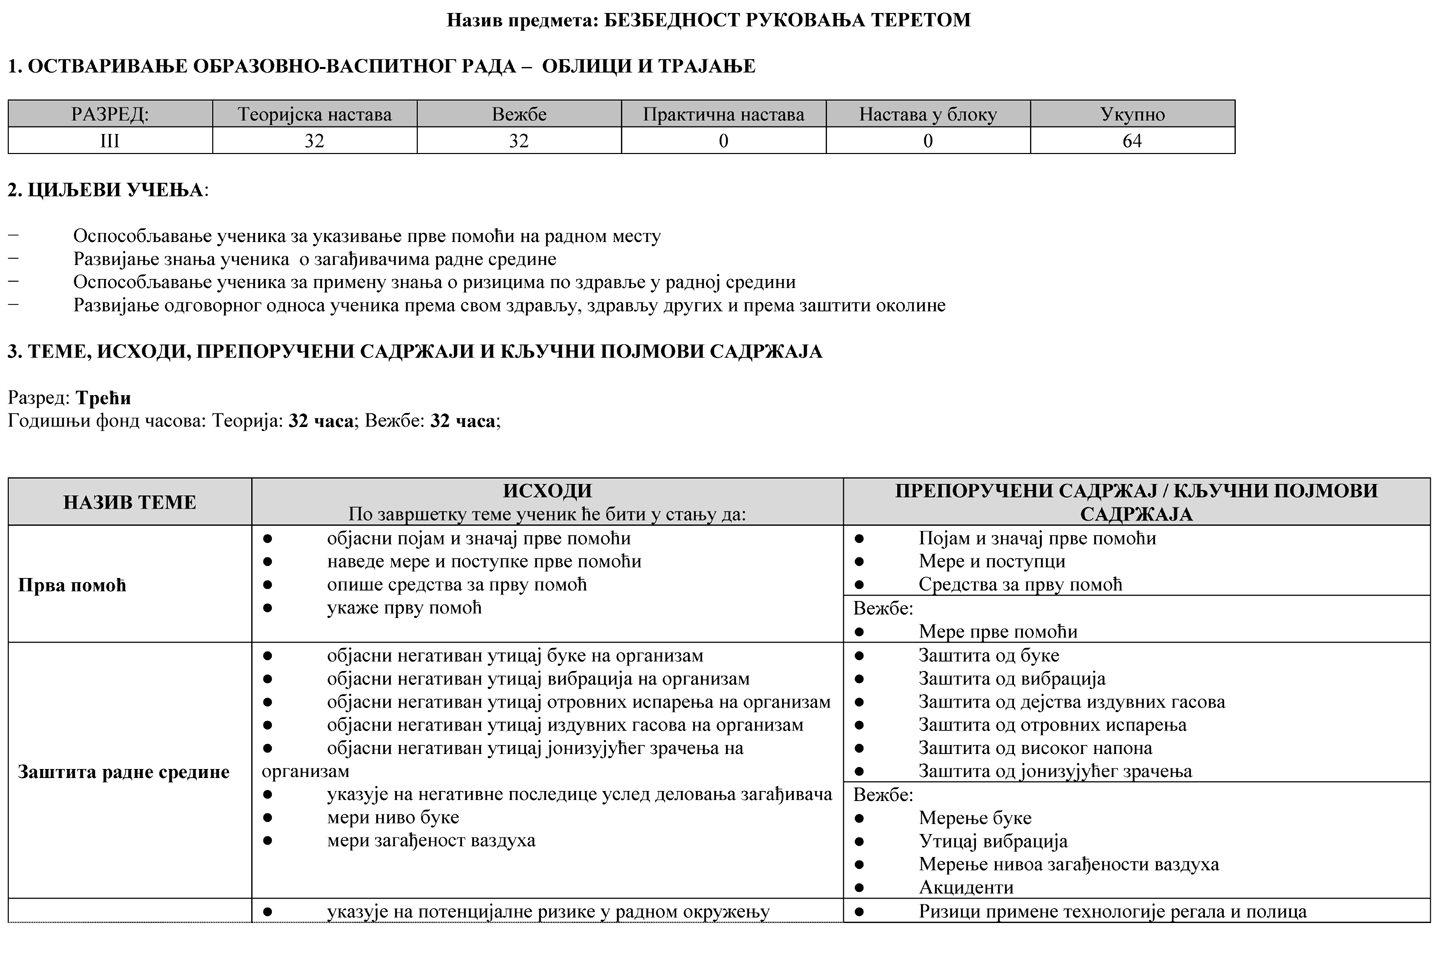 Назив предмета: БЕЗБЕДНОСТ РУКОВАЊА ТЕРЕТОМ
1. ОСТВАРИВАЊЕ ОБРАЗОВНО-ВАСПИТНОГ РАДА – ОБЛИЦИ И ТРАЈАЊЕ
РАЗРЕД: Теоријска настава Вежбе Практична настава Настава у блоку Укупно
III 32 32 0 0 64
2. ЦИЉЕВИ УЧЕЊА:
− Оспособљавање ученика за указивање прве помоћи на радном месту
− Развијање знања ученика о загађивачима радне средине
− Оспособљавање ученика за примену знања о ризицима по здравље у радној средини
− Развијање одговорног односа ученика према свом здрављу, здрављу других и према заштити околине
3. ТЕМЕ, ИСХОДИ, ПРЕПОРУЧЕНИ САДРЖАЈИ И КЉУЧНИ ПОЈМОВИ САДРЖАЈА
Разред: Трећи
Годишњи фонд часова: Теорија: 32 часа; Вежбе: 32 часа;
НАЗИВ ТЕМЕ
ИСХОДИ
По завршетку теме ученик ће бити у стању да:
ПРЕПОРУЧЕНИ САДРЖАЈ / КЉУЧНИ ПОЈМОВИ
САДРЖАЈА
Прва помоћ
● објасни појам и значај прве помоћи
● наведе мере и поступке прве помоћи
● опише средства за прву помоћ
● укаже прву помоћ
● Појам и значај прве помоћи
● Мере и поступци
● Средства за прву помоћ
Вежбе:
● Мере прве помоћи
Заштита радне средине
● објасни негативан утицај буке на организам
● објасни негативан утицај вибрација на организам
● објасни негативан утицај отровних испарења на организам
● објасни негативан утицај издувних гасова на организам
● објасни негативан утицај јонизујућег зрачења на
организам
● указује на негативне последице услед деловања загађивача
● мери ниво буке
● мери загађеност ваздуха
● Заштита од буке
● Заштита од вибрација
● Заштита од дејства издувних гасова
● Заштита од отровних испарења
● Заштита од високог напона
● Заштита од јонизујућег зрачења
Вежбе:
● Мерење буке
● Утицај вибрација
● Мерење нивоа загађености ваздуха
● Акциденти
● указује на потенцијалне ризике у радном окружењу
● Ризици примене технологије регала и полица